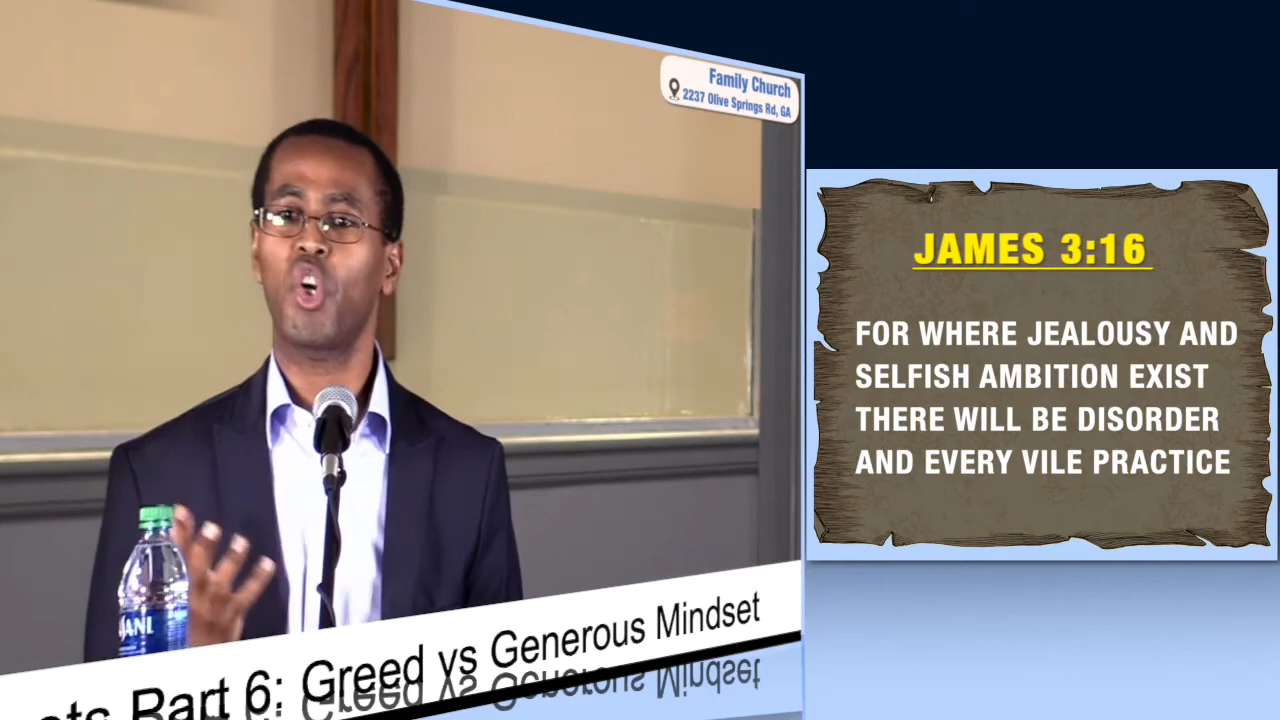 Family Church
2237 Olive Springs Rd, GA
JAMES 3:16
FOR WHERE JEALOUSY AND
SELFISH AMBITION EXIST
THERE WILL BE DISORDER
AND EVERY VILE PRACTICE
Part 6: Greed vs Generous Mindset